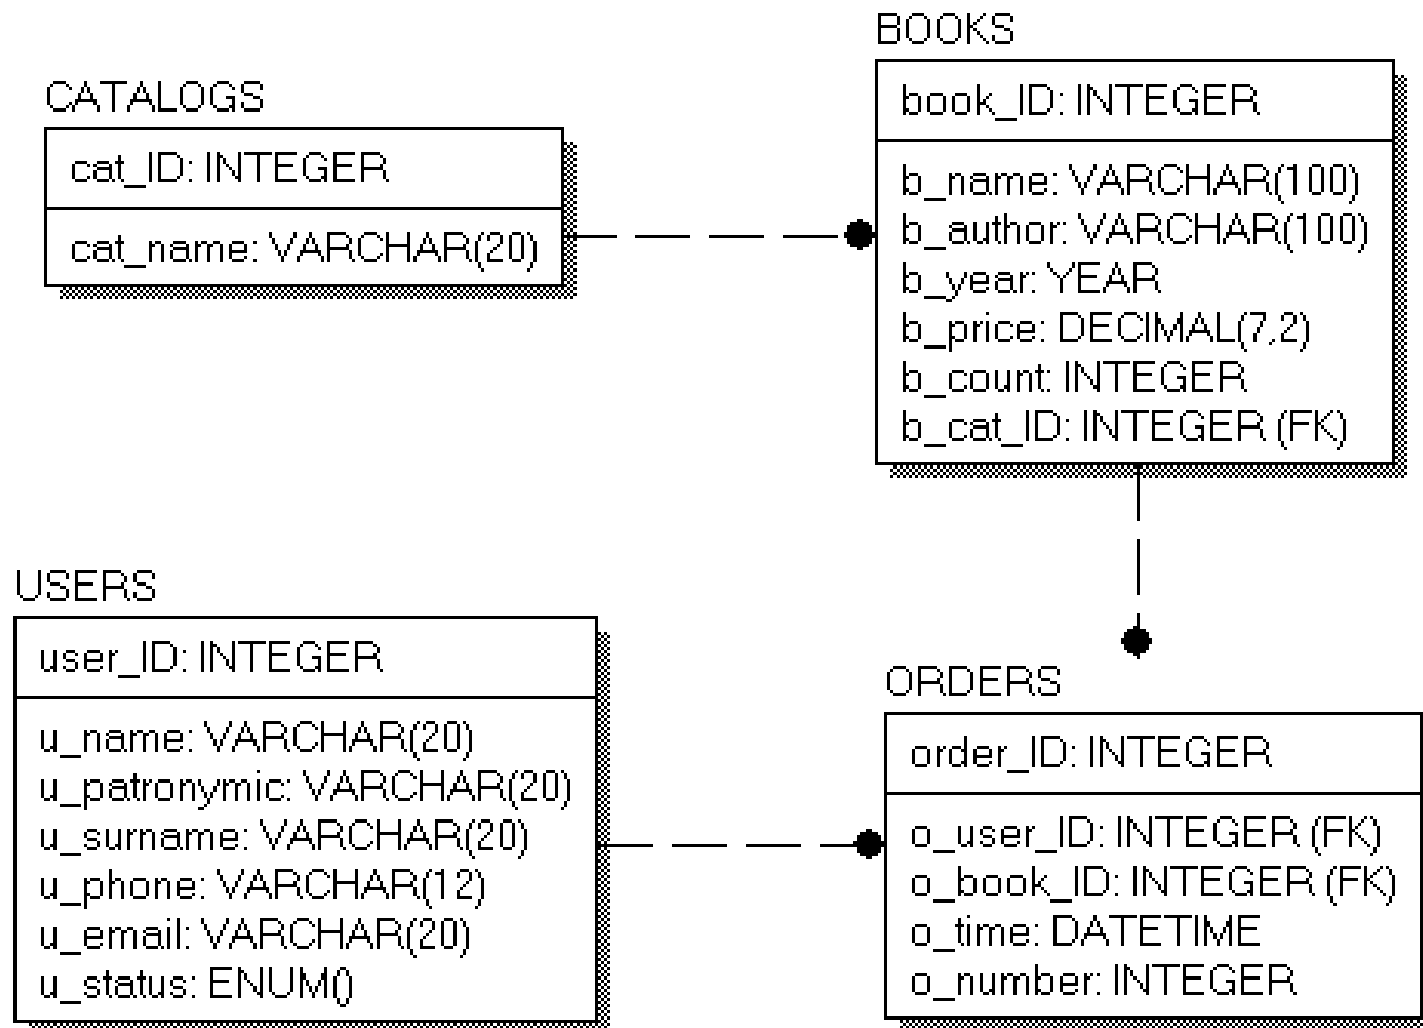 CATALOGS
cat_ID: INTEGER
cat_name: VARCHAR(20)
BOOKS
book_ID: INTEGER
b_name: VARCHAR(100)
b_author: VARCHAR(100)
b_year: YEAR
b_price: DECIMAL(7,2)
b_count: INTEGER
b_cat_ID: INTEGER (FK)
USERS
user_ID: INTEGER
u_name: VARCHAR(20)
u_patronymic: VARCHAR(20)
u_surname: VARCHAR(20)
u_phone: VARCHAR(12)
u_email: VARCHAR(20)
u_status: ENUM()
ORDERS
order_ID: INTEGER
o_user_ID: INTEGER (FK)
o_book_ID: INTEGER (FK)
o_time: DATETIME
o_number: INTEGER